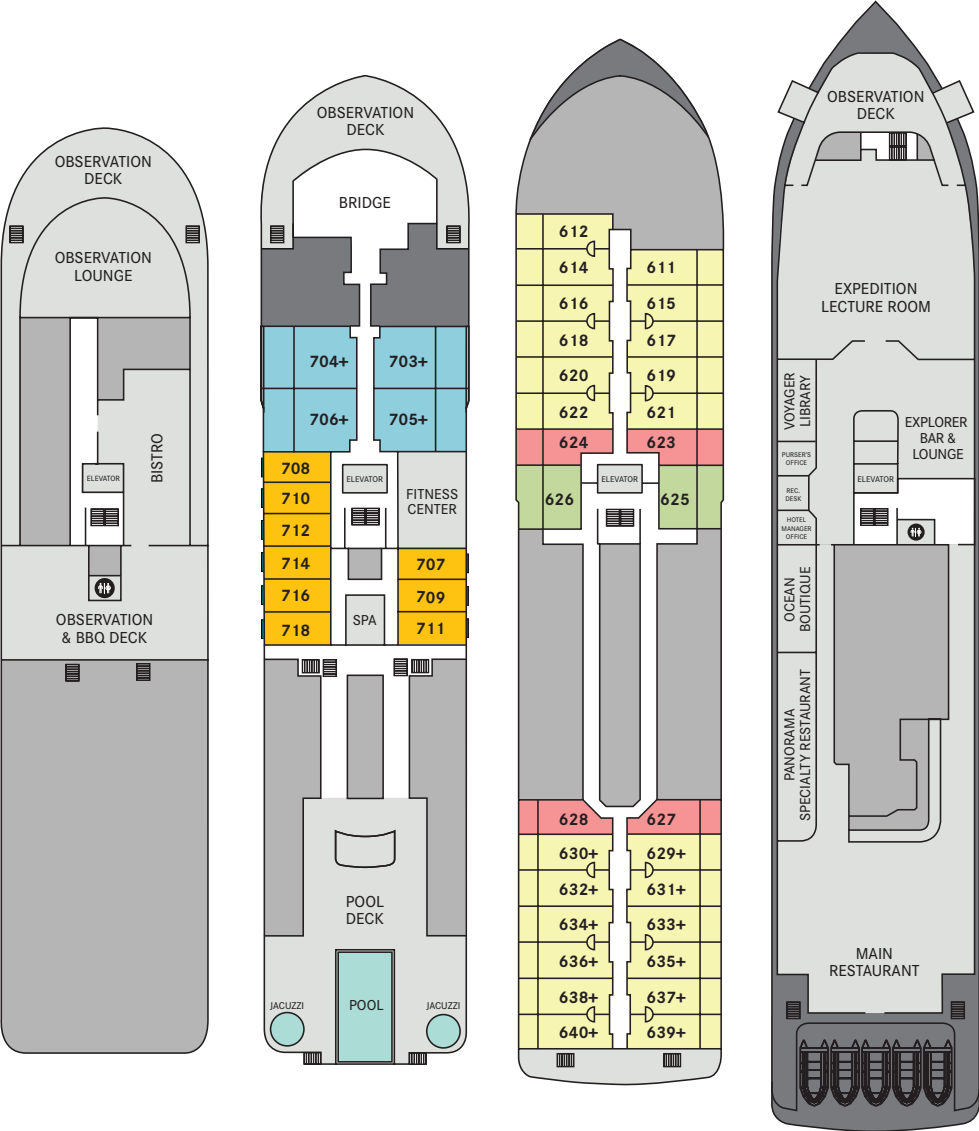 OBSERVATION
DECK
OBSERVATION
LOUNGE
BISTRO
ELEVATOR
OBSERVATION
& BBQ DECK
OBSERVATION
DECK
BRIDGE
704+
703+
706+
705+
708
710
712
714
716
718
ELEVATOR
FITNESS
CENTER
707
709
711
SPA
POOL
DECK
JACUZZI
POOL
JACUZZI
612
614
611
616
615
618
617
620
619
622
621
624
623
626
ELEVATOR
625
628
627
630+
629+
632+
631+
634+
633+
636+
635+
638+
637+
640+
639+
OBSERVATION
DECK
EXPEDITION
LECTURE ROOM
VOYAGER
LIBRARY
EXPLORER
BAR &
LOUNGE
PURSER'S
OFFICE
ELEVATOR
REC.
DESK
HOTEL
MANAGER
OFFICE
OCEAN
BOUTIQUE
PANORAMA
SPECIALTY RESTAURANT
MAIN
RESTAURANT